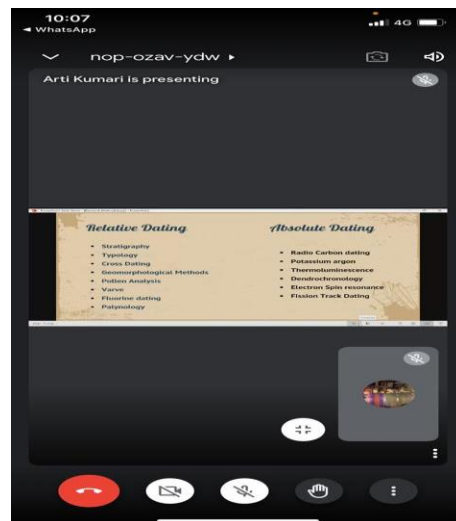 10:07
4G
WhatsApp
nop-ozav-ydw
Arti Kumari is presenting
Relative Dating
• Stratigraphy
• Typology
• Cross Dating
• Geomorphological Methods
• Pollen Analysis
• Varve
• Fluorine dating
• Palynology
Absolute Dating
• Radio Carbon dating
• Potassium argon
• Thermoluminescence
• Dendrochronology
• Electron Spin resonance
• Fission Track Dating